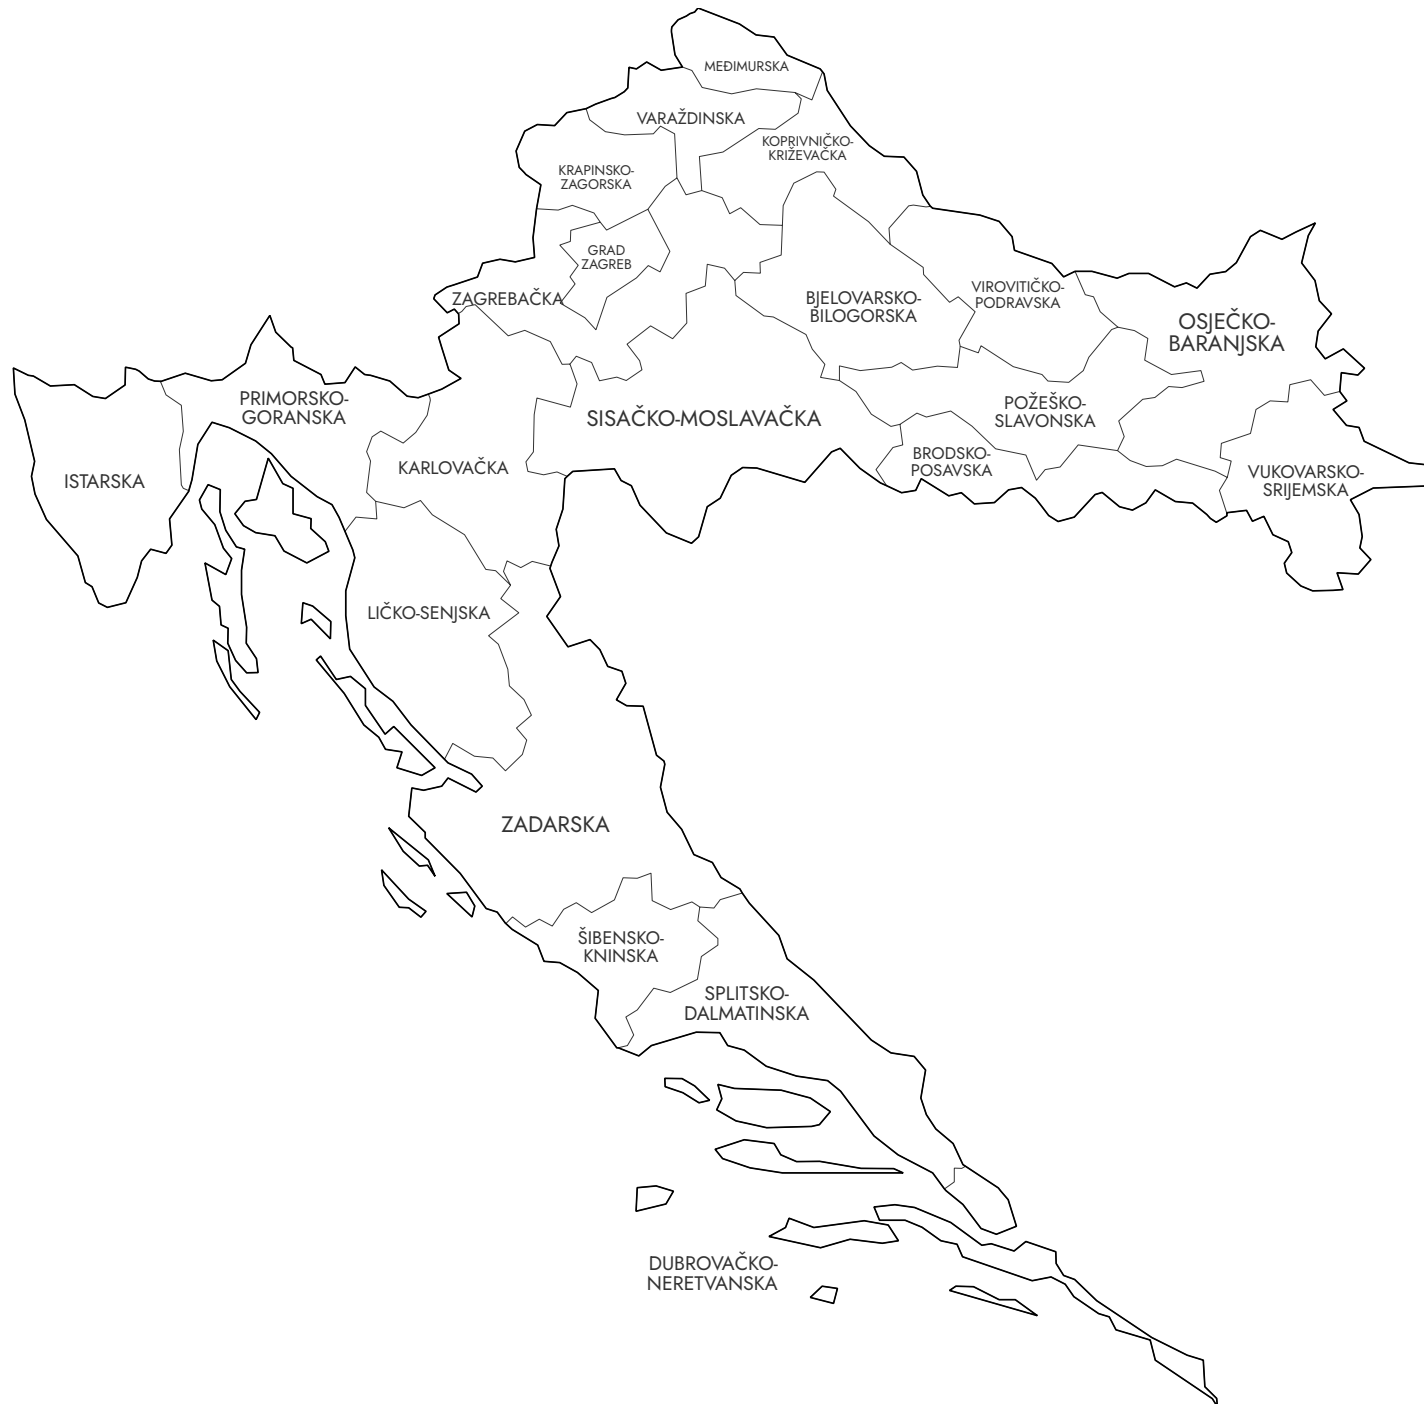 MEĐIMURSKA
VARAŽDINSKA
KOPRIVNIČKO-
KRIŽEVAČKA
KRAPINSKO-
ZAGORSKA
GRAD
ZAGREB
ZAGREBAČKA
BJELOVARSKO-
BILOGORSKA
VIROVITIČKO-
PODRAVSKA
OSJEČKO-
BARANJSKA
PRIMORSKO-
GORANSKA
SISAČKO-MOSLAVAČKA
POŽEŠKO-
SLAVONSKA
ISTARSKA
KARLOVAČKA
BRODSKO-
POSAVSKA
VUKOVARSKO-
SRIJEMSKA
LIČKO-SENJSKA
ZADARSKA
ŠIBENSKO-
KNINSKA
SPLITSKO-
DALMATINSKA
DUBROVAČKO-
NERETVANSKA